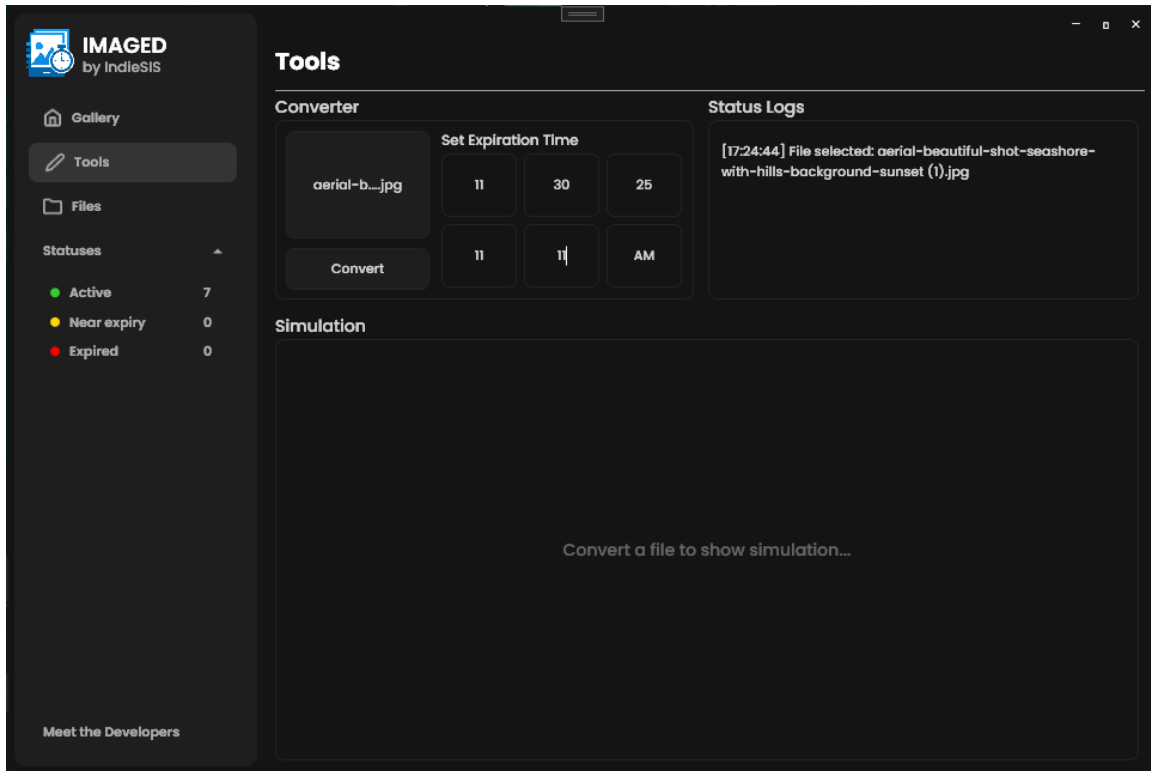 IMAGED
by IndieSIS
Gallery
Tools
Files
Statuses
Active 7
Near expiry 0
Expired 0
Meet the Developers
Tools
Converter
aerial-b....jpg
Convert
Set Expiration Time
11 30 25
11 11 AM
Status Logs
[17:24:44] File selected: aerial-beautiful-shot-seashore-
with-hills-background-sunset (1).jpg
Simulation
Convert a file to show simulation...